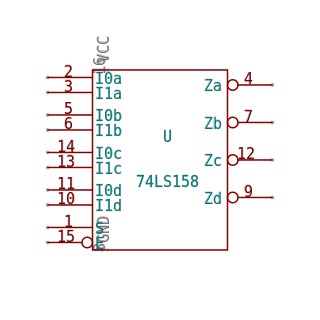 VCC
16
2 I0a
3 I1a
Za 4
5 I0b
6 I1b
Zb 7
U
14 I0c
13 I1c
Zc 12
74LS158
11 I0d
10 I1d
Zd 9
1 S
15 E
GND
8